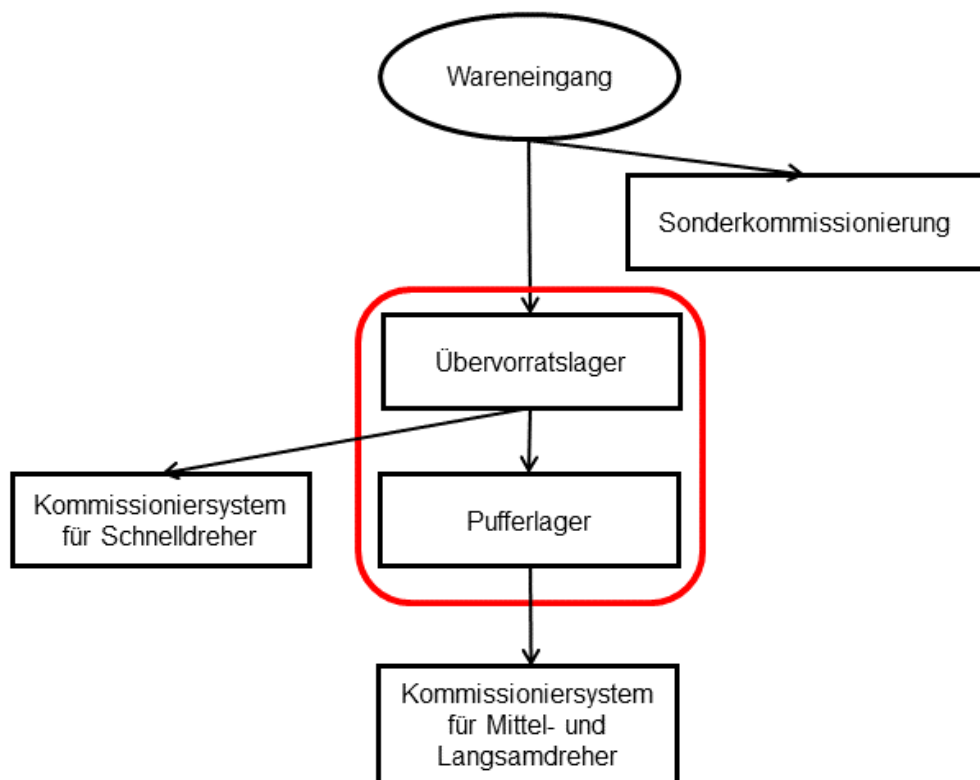 Wareneingang
Sonderkommissionierung
Übervorratslager
Kommissioniersystem
für Schnelldreher
Pufferlager
Kommissioniersystem
für Mittel- und
Langsamdreher